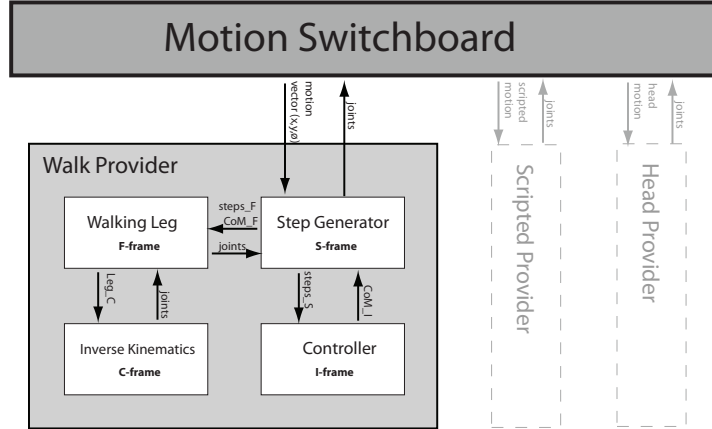 Motion Switchboard
motion
vector (x,y,ø)
joints
scripted
motion
joints
head
motion
joints
Walk Provider
Walking Leg
F-frame
steps_F
CoM_F
joints
Step Generator
S-frame
Leg_C
joints
steps_S
CoM_I
Inverse Kinematics
C-frame
Controller
I-frame
Scripted Provider
Head Provider